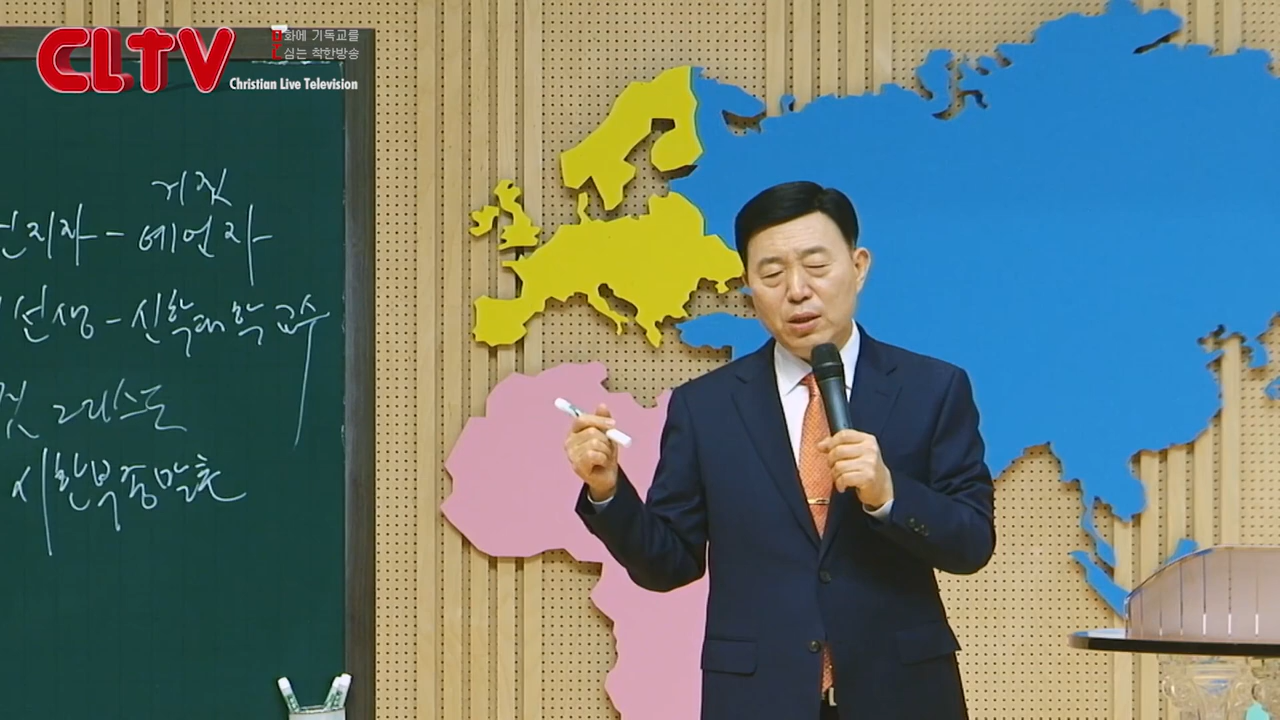 CLTV
문화에 기독교를
심는 착한방송
Christian Live Television
거짓
선지자 - 예언자
선생 - 신학대학 교수
그리스도
시한부종말론